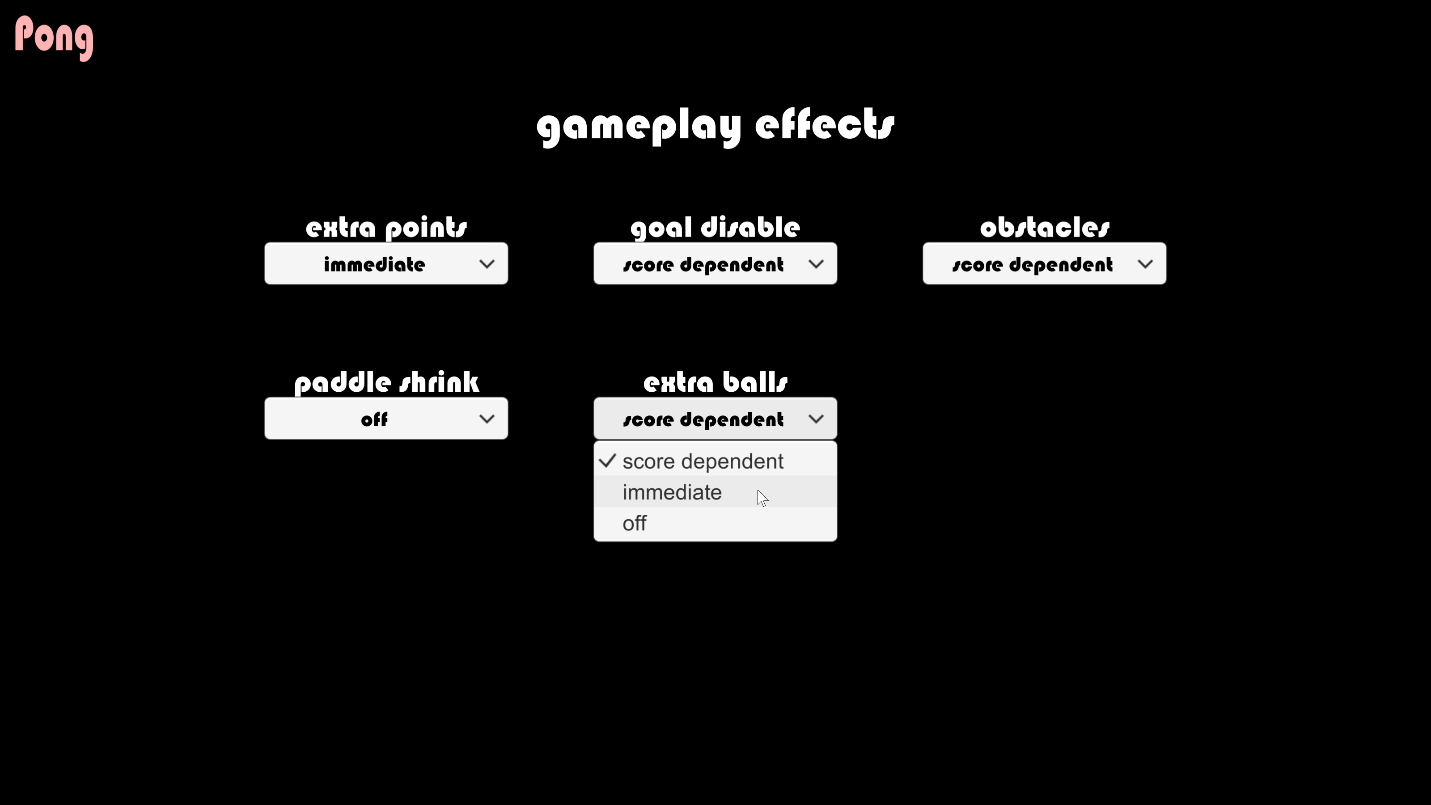 Pong
gameplay effects
extra points
immediate
goal disable
score dependent
obstacles
score dependent
paddle shrink
off
extra balls
score dependent
score dependent
immediate
off